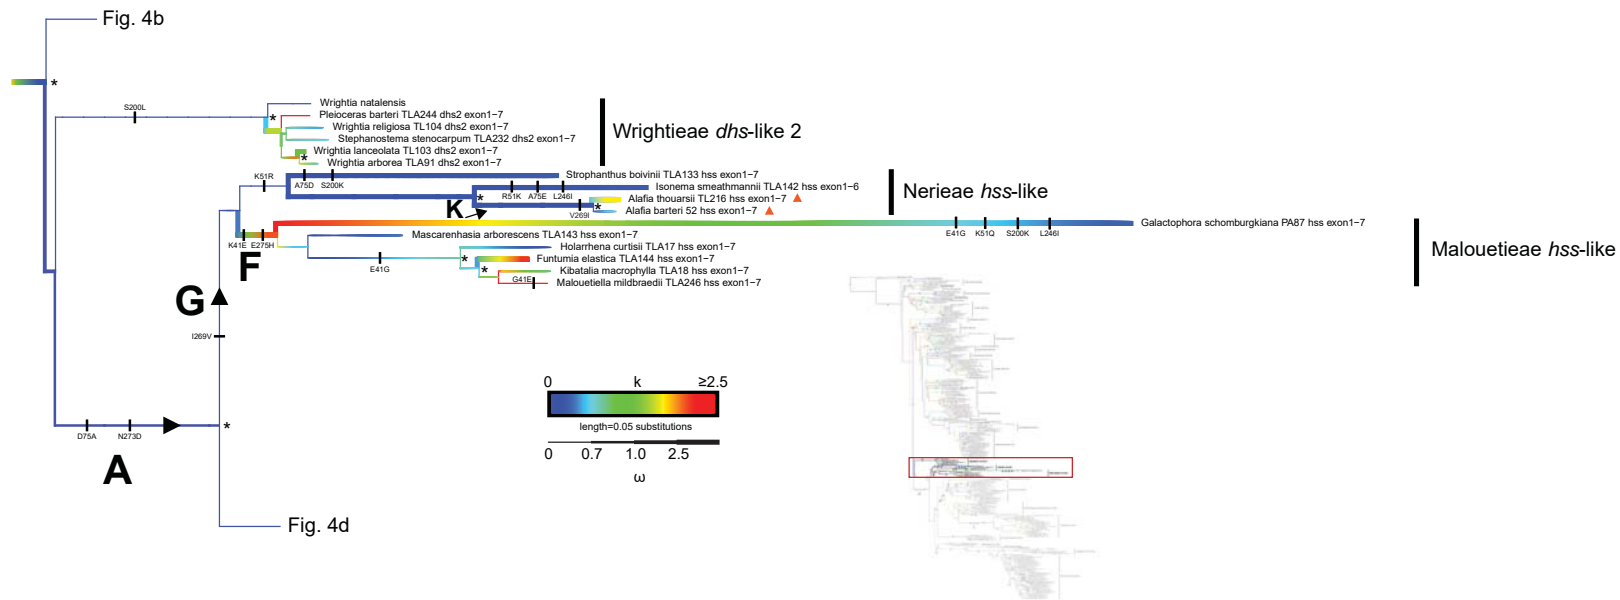 Fig. 4b
*
S200L
Wrightia natalensis
*
Pleioceras barteri TLA244 dhs2 exon1−7
Wrightia religiosa TL104 dhs2 exon1−7
Stephanostema stenocarpum TLA232 dhs2 exon1−7
Wrightia lanceolata TL103 dhs2 exon1−7
*
Wrightia arborea TLA91 dhs2 exon1−7
Wrightieae dhs-like 2
K51R
A75D
S200K
Strophanthus boivinii TLA133 hss exon1−7
R51K
A75E
L246I
Isonema smeathmannii TLA142 hss exon1−6
*
Alafia thouarsii TL216 hss exon1−7
K
V269I
*
Alafia barteri 52 hss exon1−7
Nerieae hss-like
E41G
K51Q
S200K
L246I
Galactophora schomburgkiana PA87 hss exon1−7
K41E
E275H
F
Mascarenhasia arborescens TLA143 hss exon1−7
Holarrhena curtisii TLA17 hss exon1−7
E41G
*
Funtumia elastica TLA144 hss exon1−7
*
Kibatalia macrophylla TLA18 hss exon1−7
G41E
Malouetiella mildbraedii TLA246 hss exon1−7
Malouetieae hss-like
G
I269V
D75A
N273D
*
A
Fig. 4d
0 k ≥2.5
length=0.05 substitutions
0 0.7 1.0 2.5
ω